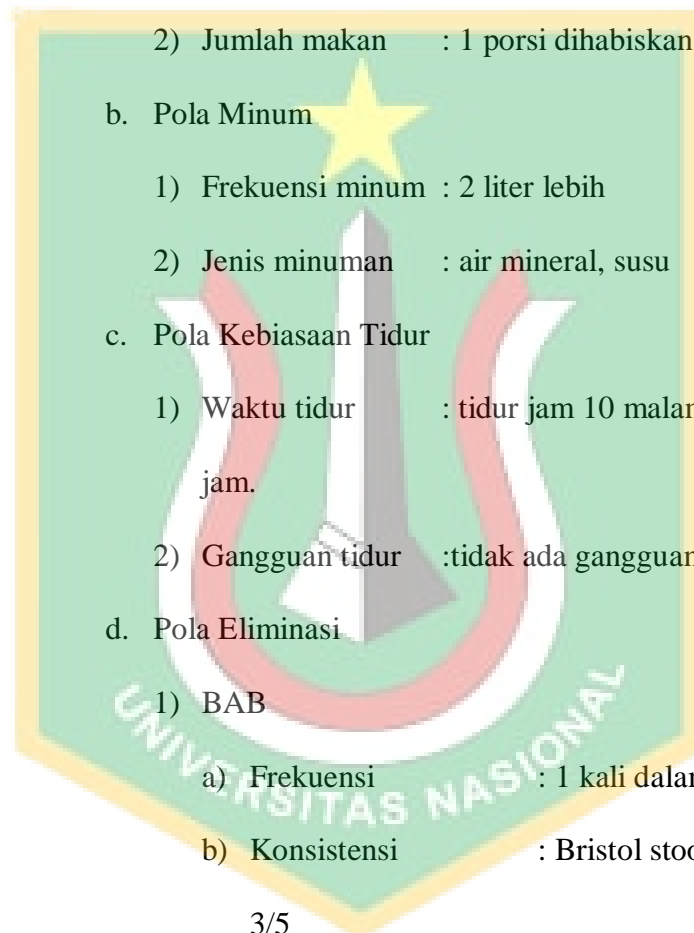 2) Jumlah makan : 1 porsi dihabiskan
b. Pola Minum
1) Frekuensi minum : 2 liter lebih
2) Jenis minuman : air mineral, susu
c. Pola Kebiasaan Tidur
1) Waktu tidur : tidur jam 10
jam.
2) Gangguan tidur :tidak ada gangguan
d. Pola Eliminasi
1) BAB
a) Frekuensi : 1 kali
b) Konsistensi : Bristol
3/5
UNIVERSITAS NASIONAL